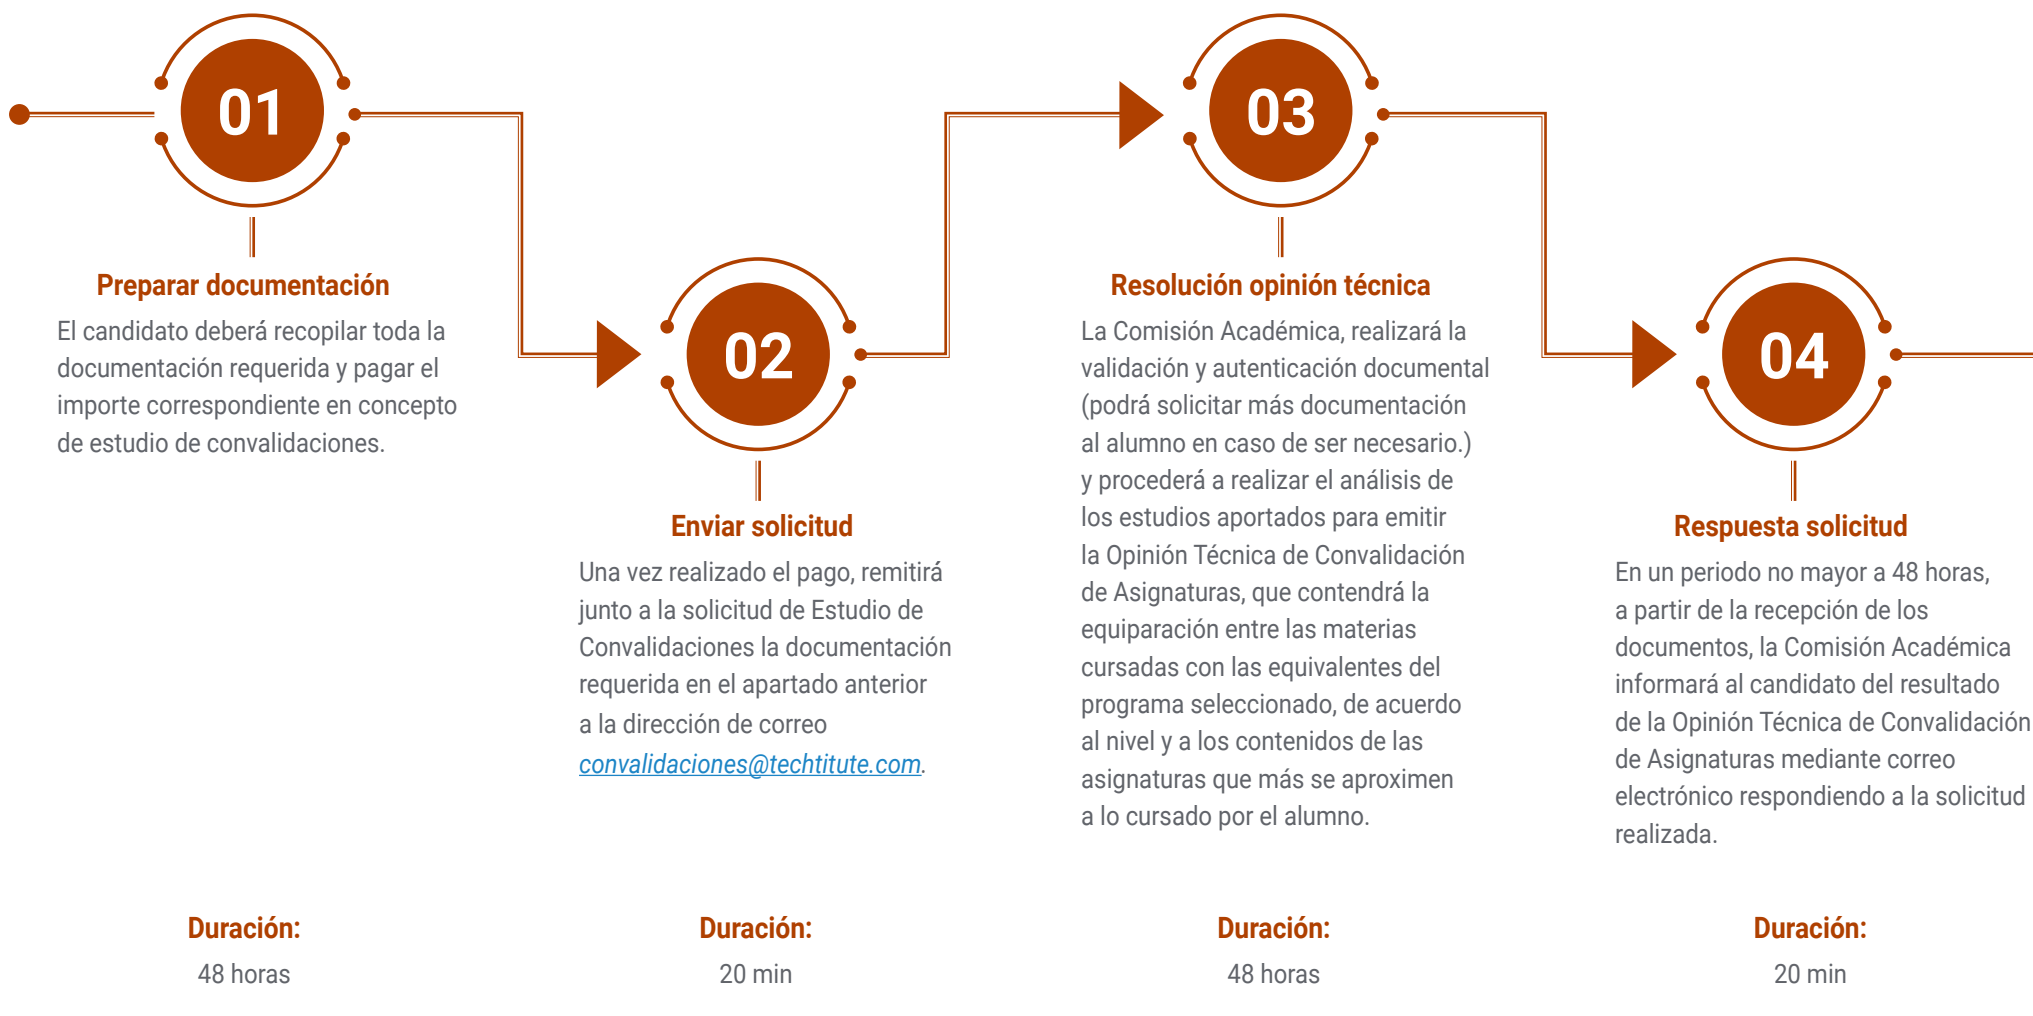 01
Preparar documentación
El candidato deberá recopilar toda la
documentación requerida y pagar el
importe correspondiente en concepto
de estudio de convalidaciones.
Duración:
48 horas
02
Enviar solicitud
Una vez realizado el pago, remitirá
junto a la solicitud de Estudio de
Convalidaciones la documentación
requerida en el apartado anterior
a la dirección de correo
convalidaciones@techtitute.com.
Duración:
20 min
03
Resolución opinión técnica
La Comisión Académica, realizará la
validación y autenticación documental
(podrá solicitar más documentación
al alumno en caso de ser necesario.)
y procederá a realizar el análisis de
los estudios aportados para emitir
la Opinión Técnica de Convalidación
de Asignaturas, que contendrá la
equiparación entre las materias
cursadas con las equivalentes del
programa seleccionado, de acuerdo
al nivel y a los contenidos de las
asignaturas que más se aproximen
a lo cursado por el alumno.
Duración:
48 horas
04
Respuesta solicitud
En un periodo no mayor a 48 horas,
a partir de la recepción de los
documentos, la Comisión Académica
informará al candidato del resultado
de la Opinión Técnica de Convalidación
de Asignaturas mediante correo
electrónico respondiendo a la solicitud
realizada.
Duración:
20 min